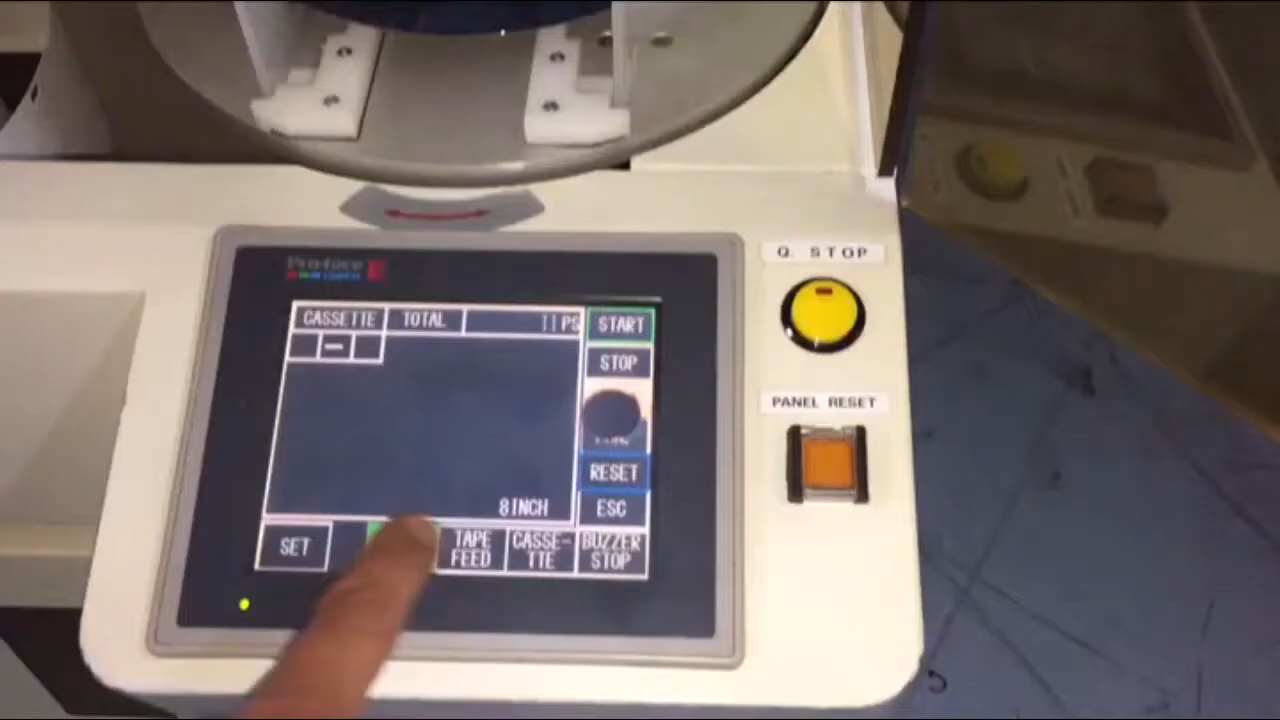 Q. STOP
Pro-face
CASSETTE TOTAL PS START
STOP
PANEL RESET
RESET
8INCH ESC
SET TAPE FEED CASSE-TTE BUZZER STOP